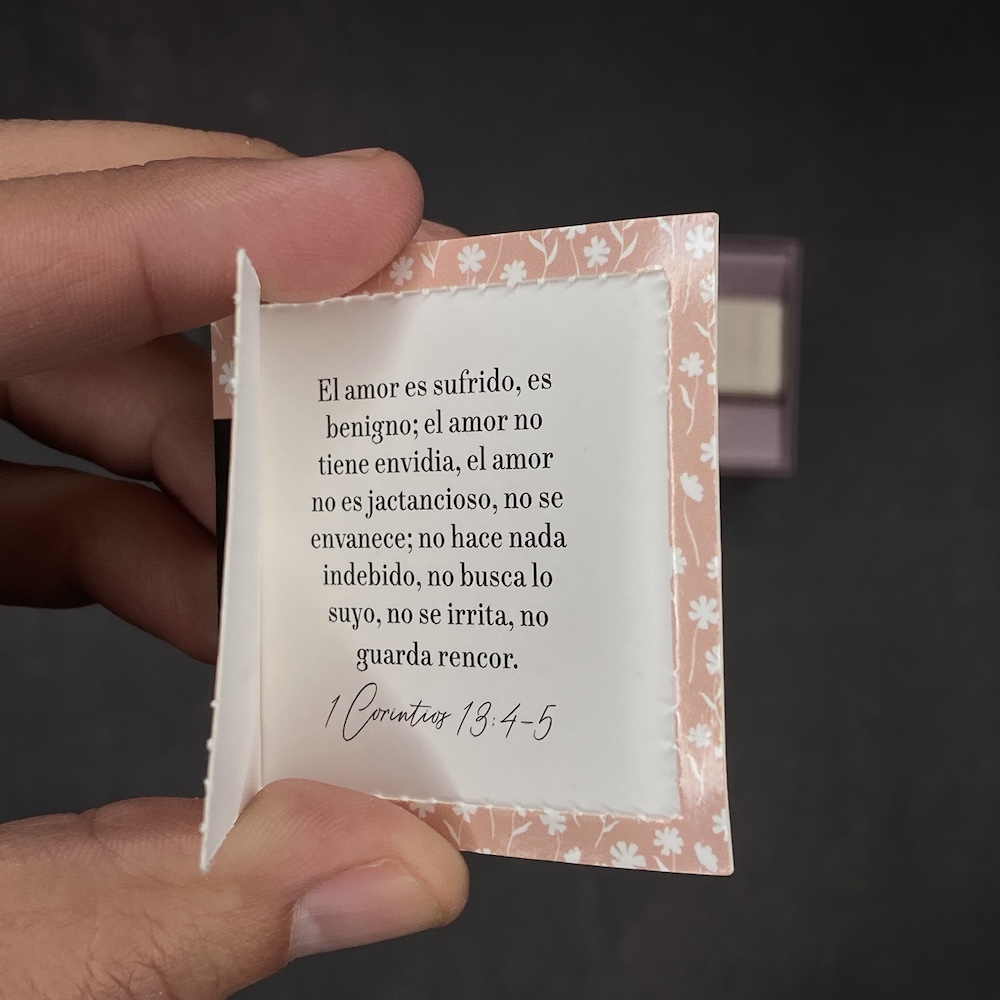 El amor es sufrido, es
benigno; el amor no
tiene envidia, el amor
no es jactancioso, no se
envanece; no hace nada
indebido, no busca lo
suyo, no se irrita, no
guarda rencor.
1 Corintios 13:4-5